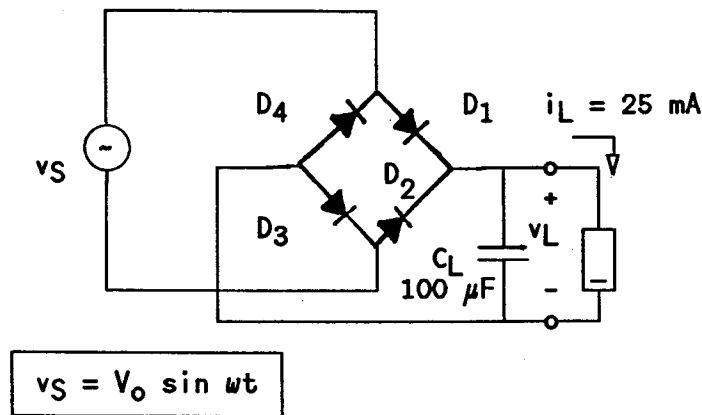 D4
D1
iL = 25 mA
~
vS
D2
D3
+
vL
CL
100 μF
-
vS = Vo sin ωt